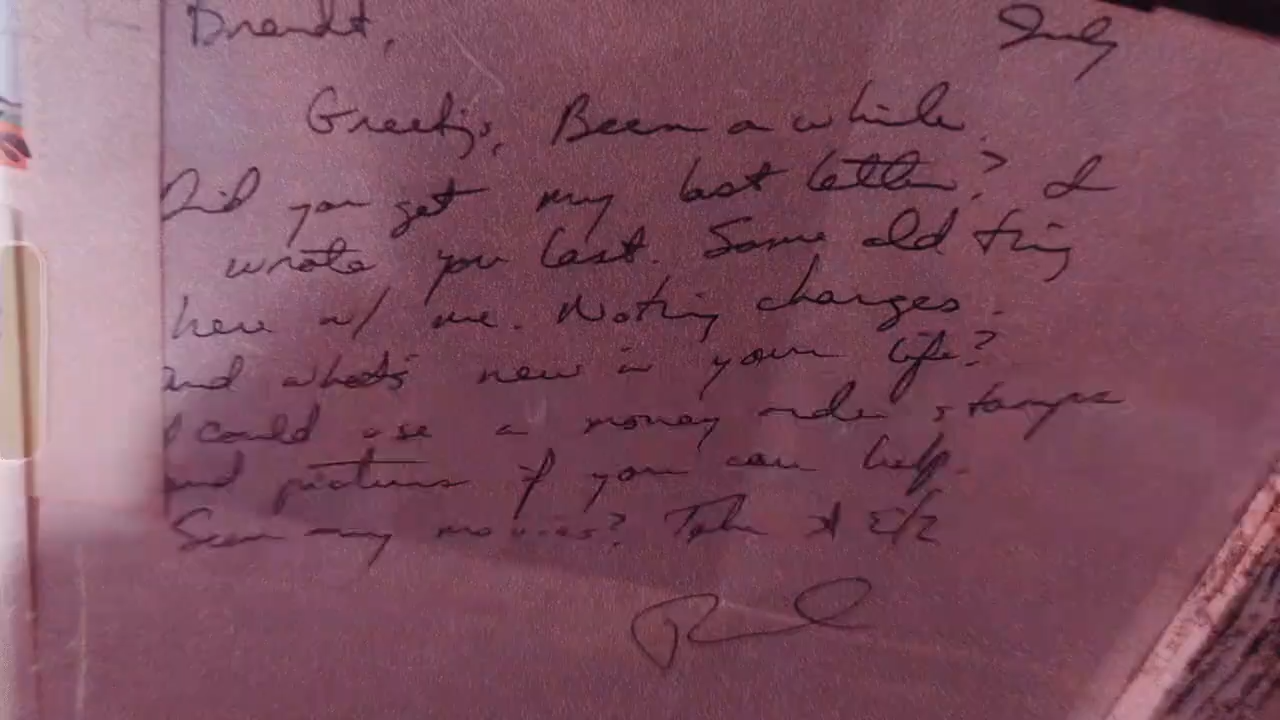 Brandt,
July
Greetings, Been a while.
Did you get my last letter? I
wrote you last. Same old thing
here w/ me. Nothing changes.
and what's new in your life?
I could use a money order, stamps
and pictures if you can help.
Seen any movies? Take it EZ